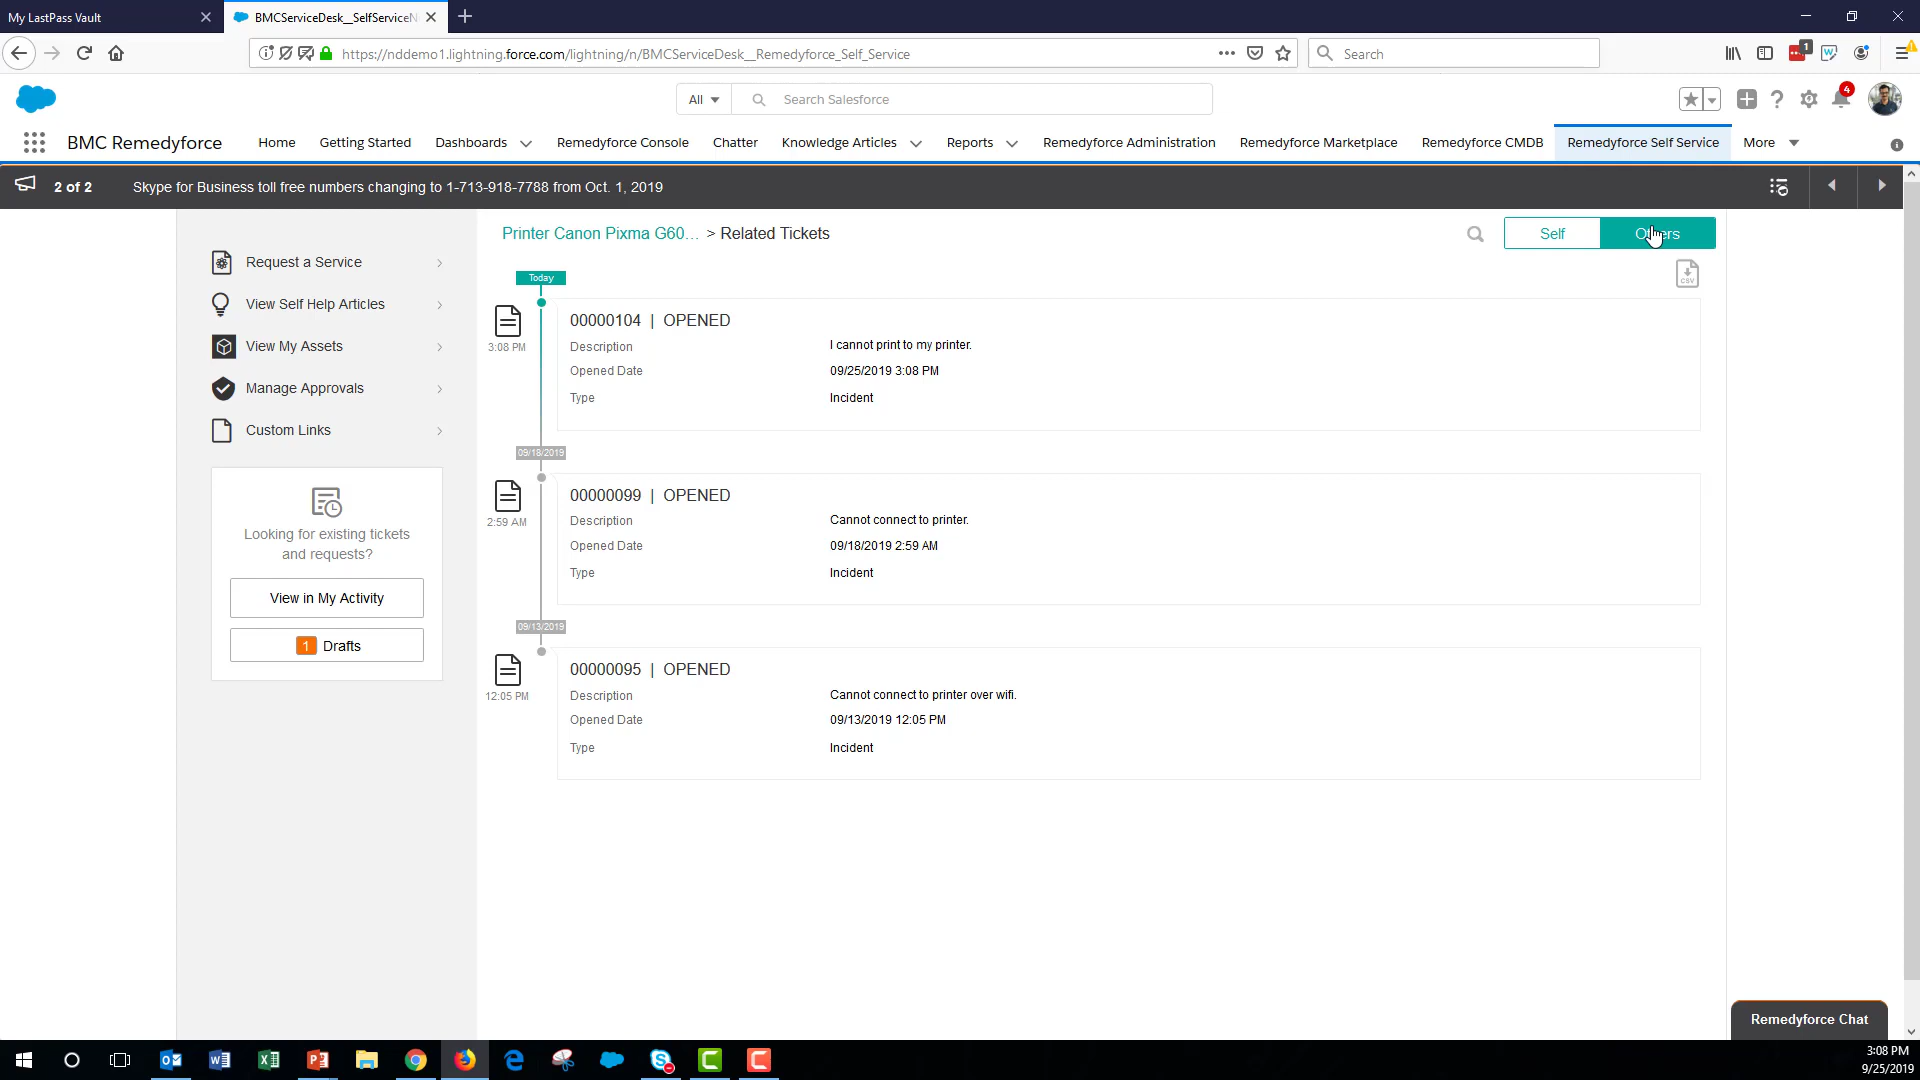 My LastPass Vault
BMCServiceDesk__SelfServiceN
https://nddemo1.lightning.force.com/lightning/n/BMCServiceDesk__Remedyforce_Self_Service
Search
1
All
Search Salesforce
4
BMC Remedyforce
Home
Getting Started
Dashboards
Remedyforce Console
Chatter
Knowledge Articles
Reports
Remedyforce Administration
Remedyforce Marketplace
Remedyforce CMDB
Remedyforce Self Service
More
2 of 2
Skype for Business toll free numbers changing to 1-713-918-7788 from Oct. 1, 2019
Request a Service
View Self Help Articles
View My Assets
Manage Approvals
Custom Links
Looking for existing tickets
and requests?
View in My Activity
1 Drafts
Printer Canon Pixma G60... > Related Tickets
Self
Others
CSV
Today
3:08 PM
00000104 | OPENED
Description I cannot print to my printer.
Opened Date 09/25/2019 3:08 PM
Type Incident
09/18/2019
2:59 AM
00000099 | OPENED
Description Cannot connect to printer.
Opened Date 09/18/2019 2:59 AM
Type Incident
09/13/2019
12:05 PM
00000095 | OPENED
Description Cannot connect to printer over wifi.
Opened Date 09/13/2019 12:05 PM
Type Incident
Remedyforce Chat
3:08 PM
9/25/2019